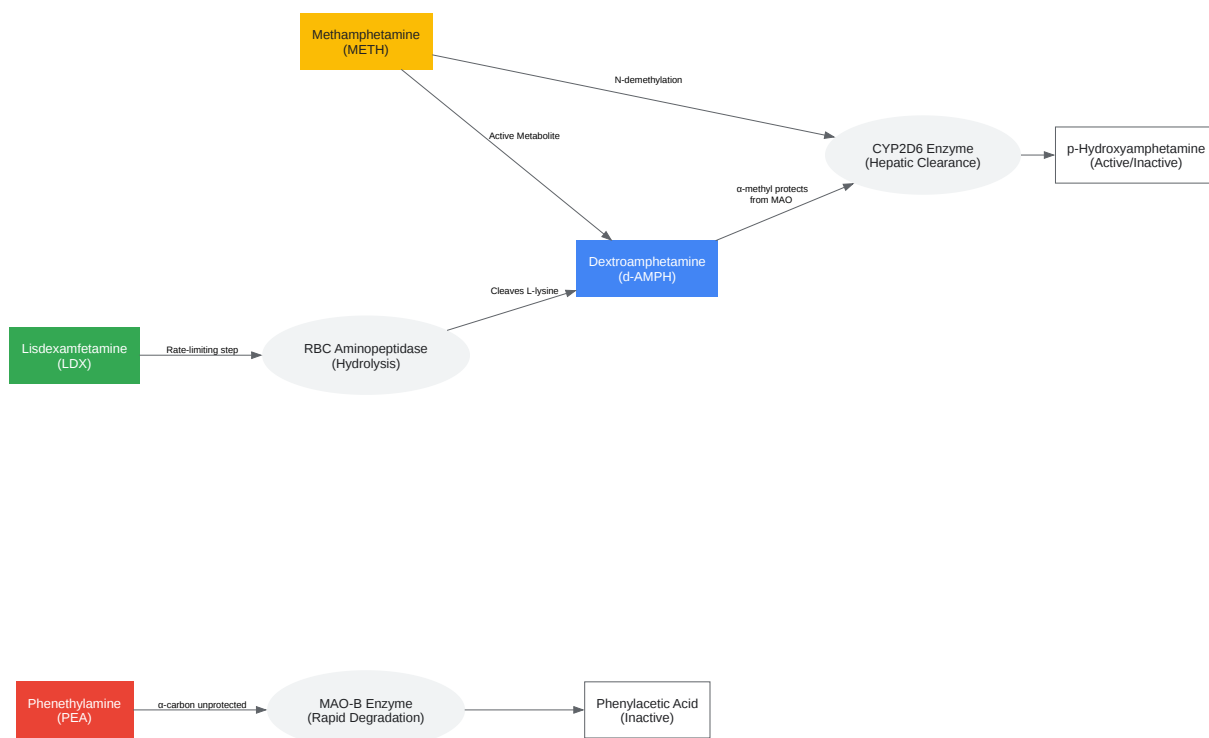 Methamphetamine
(METH)
N-demethylation
Active Metabolite
CYP2D6 Enzyme
(Hepatic Clearance)
p-Hydroxyamphetamine
(Active/Inactive)
α-methyl protects
from MAO
Dextroamphetamine
(d-AMPH)
Cleaves L-lysine
Lisdexamfetamine
(LDX)
Rate-limiting step
RBC Aminopeptidase
(Hydrolysis)
Phenethylamine
(PEA)
α-carbon unprotected
MAO-B Enzyme
(Rapid Degradation)
Phenylacetic Acid
(Inactive)